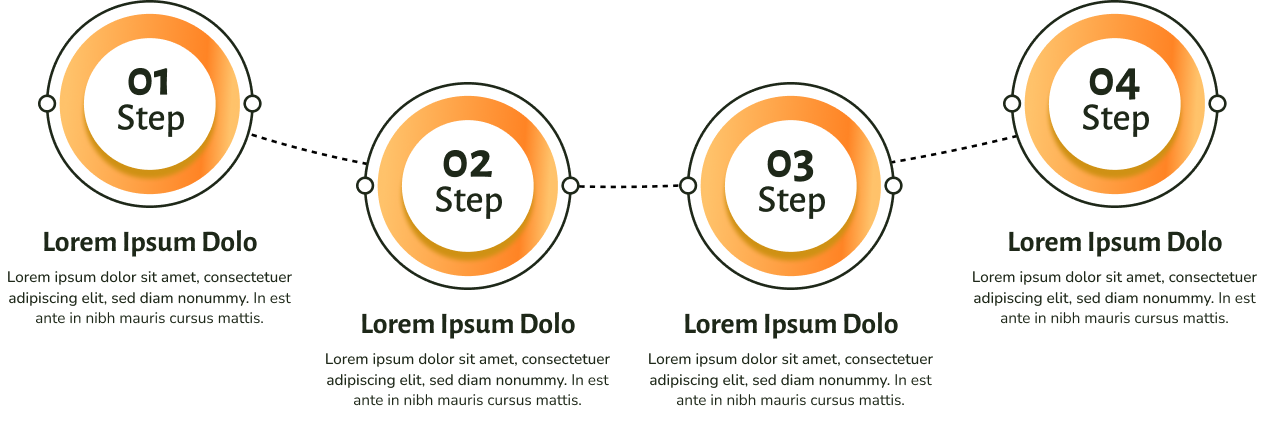 01
Step
Lorem Ipsum Dolo
Lorem ipsum dolor sit amet, consectetuer
adipiscing elit, sed diam nonummy. In est
ante in nibh mauris cursus mattis.
02
Step
Lorem Ipsum Dolo
Lorem ipsum dolor sit amet, consectetuer
adipiscing elit, sed diam nonummy. In est
ante in nibh mauris cursus mattis.
03
Step
Lorem Ipsum Dolo
Lorem ipsum dolor sit amet, consectetuer
adipiscing elit, sed diam nonummy. In est
ante in nibh mauris cursus mattis.
04
Step
Lorem Ipsum Dolo
Lorem ipsum dolor sit amet, consectetuer
adipiscing elit, sed diam nonummy. In est
ante in nibh mauris cursus mattis.